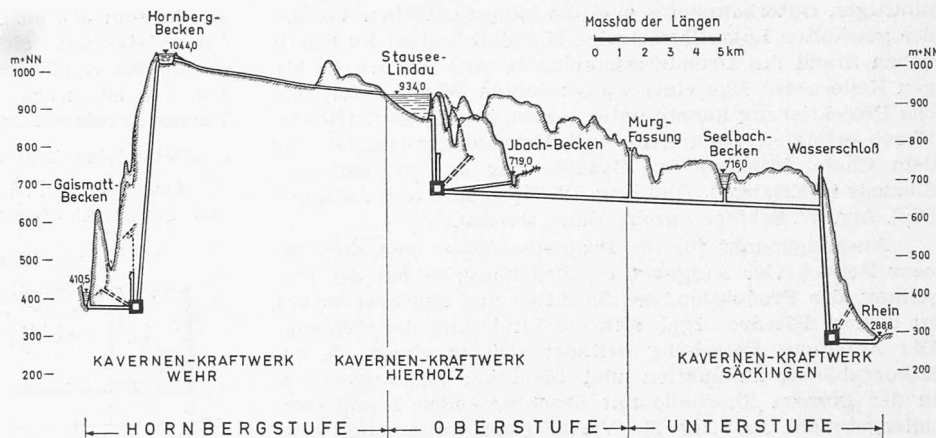 Hornberg-
Becken
1044,0
Masstab der Längen
0 1 2 3 4 5 km
m+NN
m+NN
Stausee-
Lindau
934,0
1000
900
800
700
600
500
400
300
200
1000
900
800
700
600
500
400
300
200
Gaismatt-
Becken
410,5
Jbach-Becken
719,0
Murg-
Fassung
Seelbach-
Becken
716,0
Wasserschloß
Rhein
288,8
KAVERNEN-KRAFTWERK
WEHR
KAVERNEN-KRAFTWERK
HIERHOLZ
KAVERNEN-KRAFTWERK
SÄCKINGEN
HORNBERGSTUFE
OBERSTUFE
UNTERSTUFE